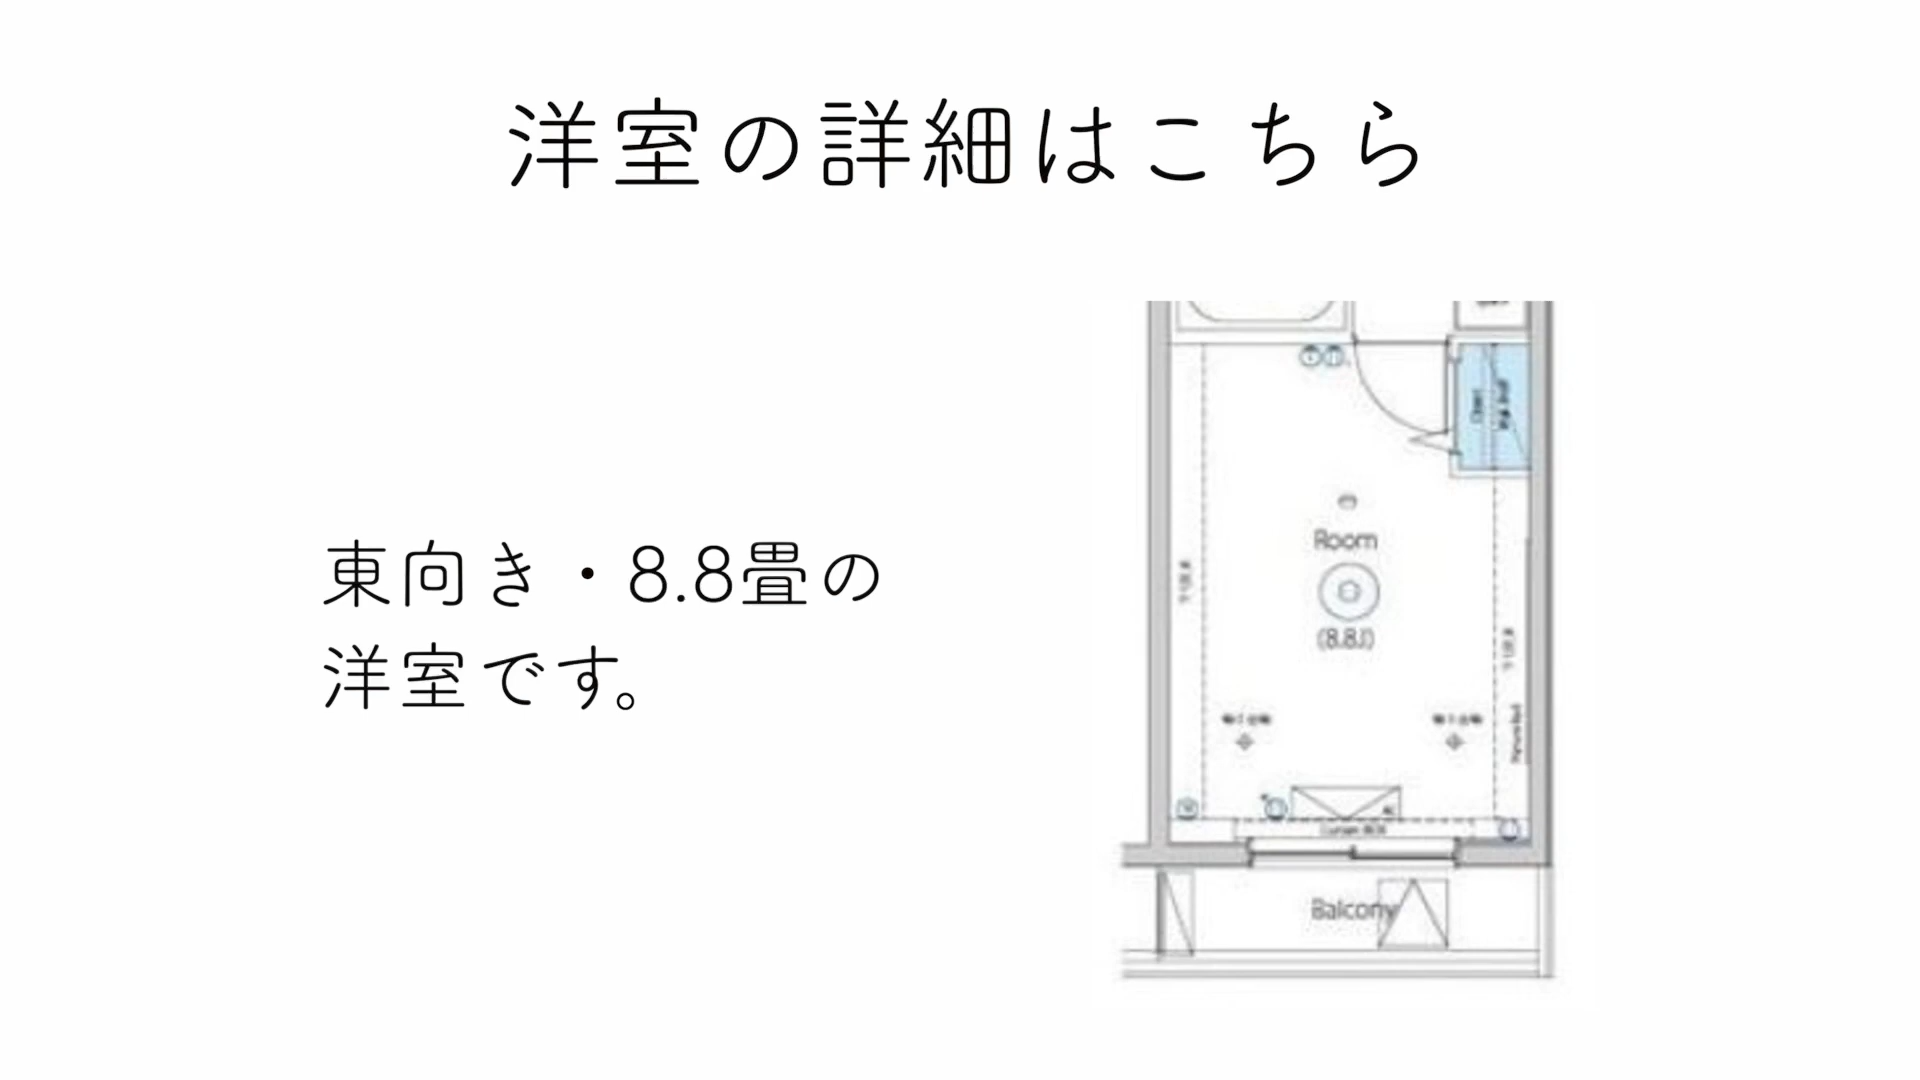 洋室の詳細はこちら
東向き・8.8畳の
洋室です。
Room
(8.8J)
Balcony